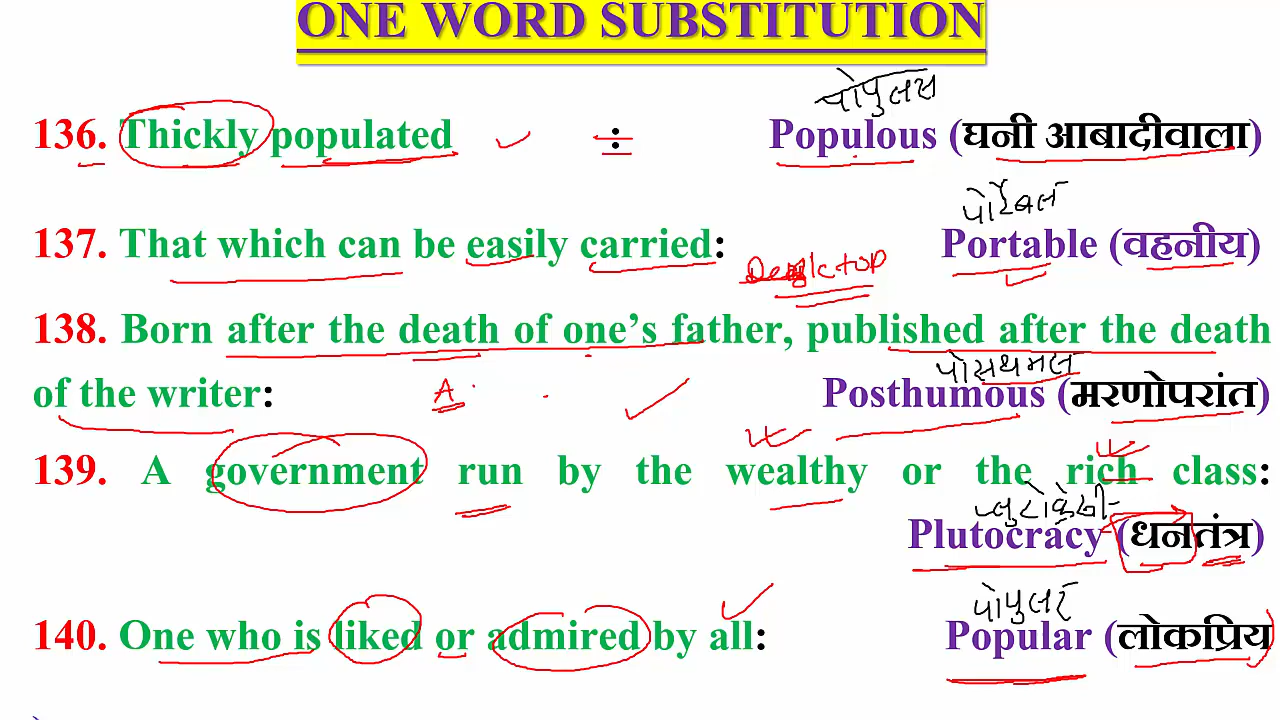 ONE WORD SUBSTITUTION
पोपुलस
136. Thickly populated : Populous (घनी आबादीवाला)
पोर्टेबल
137. That which can be easily carried: Portable (वहनीय)
138. Born after the death of one's father, published after the death
पोसथमल
of the writer: A Posthumous (मरणोपरांत)
139. A government run by the wealthy or the rich class:
प्लुटोक्रेसी
Plutocracy (धनतंत्र)
पोपुलर
140. One who is liked or admired by all: Popular (लोकप्रिय)